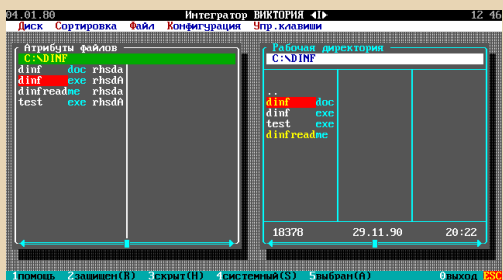 04.01.80 Интегратор ВИКТОРИЯ ◄I► 12 46
Диск Сортировка Файл Конфигурация Упр.клавиши
Атрибуты файлов
C:\DINF
dinf doc rhsda
dinf exe rhsdA
dinfreadme rhsda
test exe rhsdA
Рабочая директория
C:\DINF
..
dinf doc
dinf exe
test exe
dinfreadme
18378 29.11.90 20:22
1помощь 2защищен(R) 3скрыт(H) 4системный(S) 5выбран(A) 0выход ESC